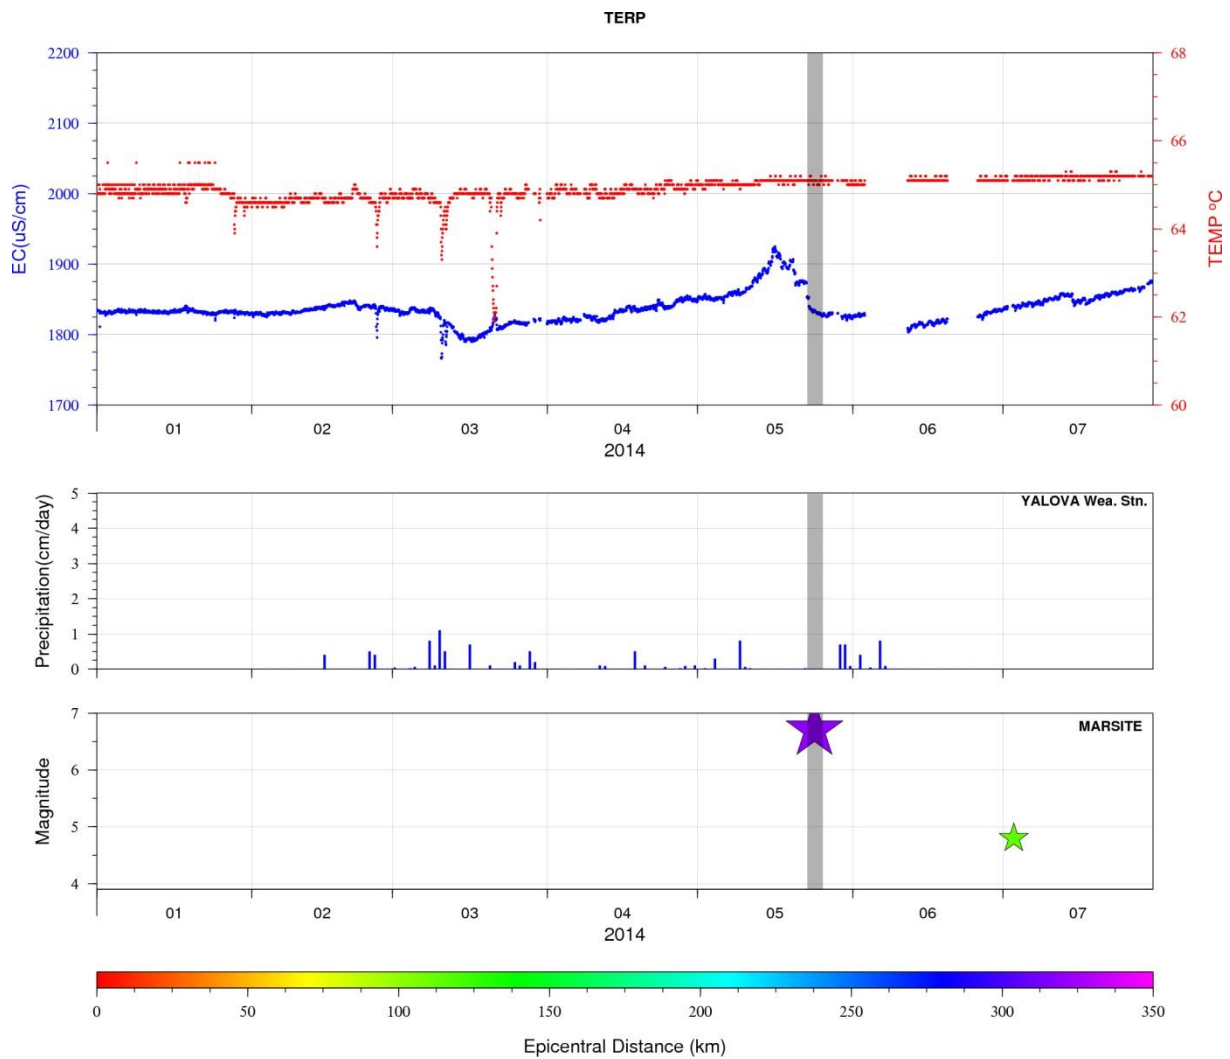 TERP
2200
2100
2000
1900
1800
1700
EC(uS/cm)
68
66
64
62
60
TEMP ºC
01 02 03 04 05 06 07
2014
YALOVA Wea. Stn.
5
4
3
2
1
0
Precipitation(cm/day)
MARSITE
7
6
5
4
Magnitude
01 02 03 04 05 06 07
2014
0 50 100 150 200 250 300 350
Epicentral Distance (km)